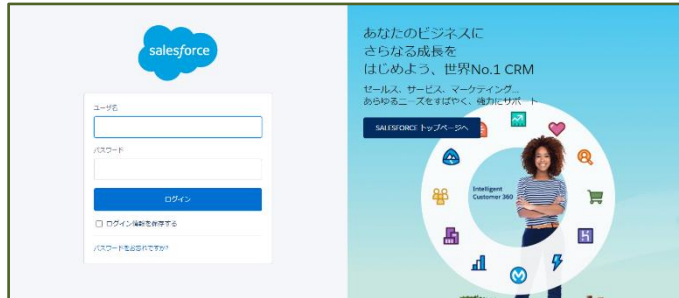 salesforce
ユーザ名
パスワード
ログイン
ログイン情報を保存する
パスワードをお忘れですか?
あなたのビジネスに
さらなる成長を
はじめよう、世界No.1 CRM
セールス、サービス、マーケティング...
あらゆるニーズをすばやく、強力にサポート
SALESFORCE トップページへ
Intelligent
Customer 360